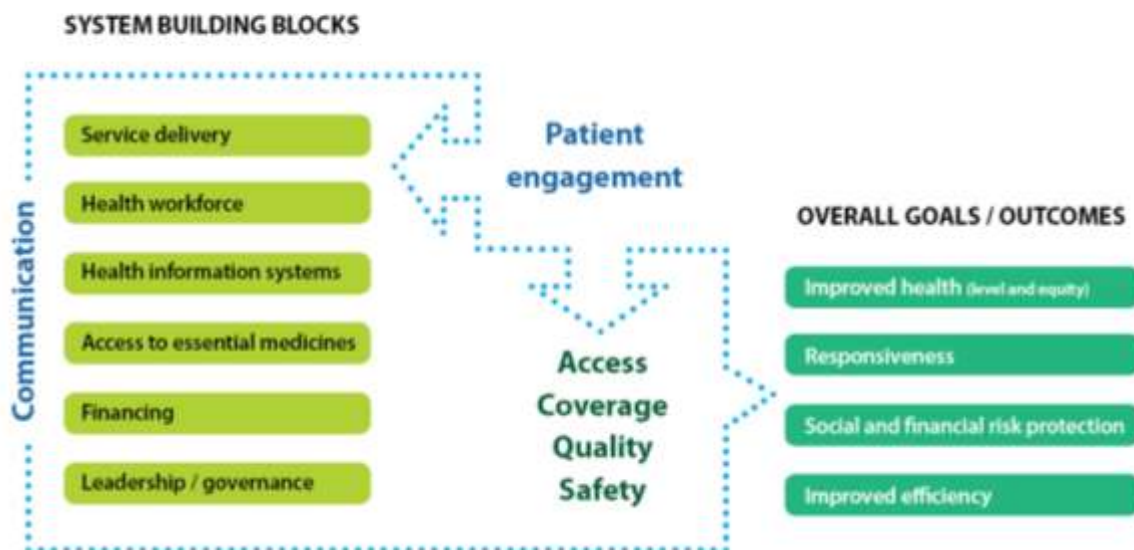 SYSTEM BUILDING BLOCKS
Communication
Service delivery
Health workforce
Health information systems
Access to essential medicines
Financing
Leadership / governance
Patient
engagement
Access
Coverage
Quality
Safety
OVERALL GOALS / OUTCOMES
Improved health (level and equity)
Responsiveness
Social and financial risk protection
Improved efficiency